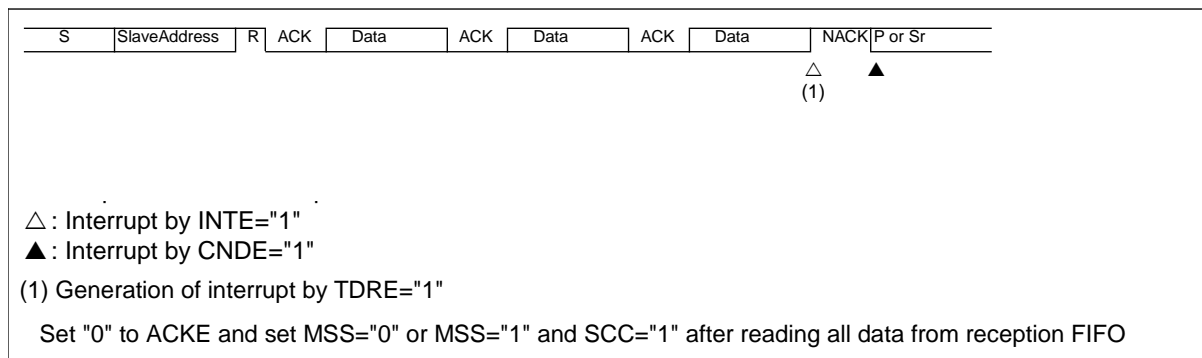 S SlaveAddress R ACK Data ACK Data ACK Data NACK P or Sr
△ ▲
(1)
△ : Interrupt by INTE="1"
▲ : Interrupt by CNDE="1"
(1) Generation of interrupt by TDRE="1"
Set "0" to ACKE and set MSS="0" or MSS="1" and SCC="1" after reading all data from reception FIFO